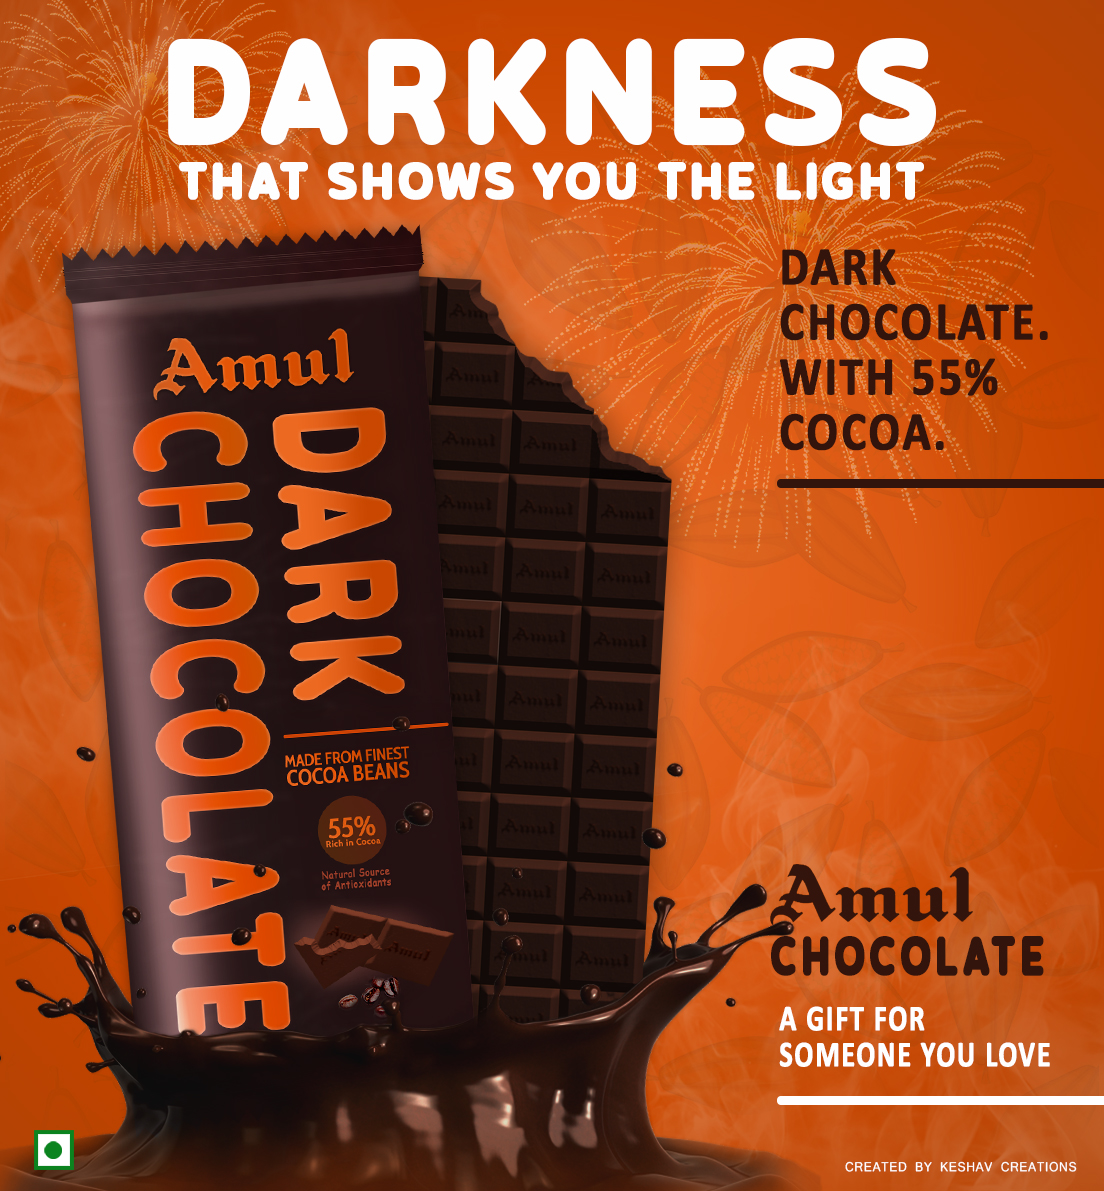 DARKNESS
THAT SHOWS YOU THE LIGHT
DARK
CHOCOLATE.
WITH 55%
COCOA.
Amul
DARK
CHOCOLATE
MADE FROM FINEST
COCOA BEANS
55%
Rich in Cocoa
Natural Source
of Antioxidants
Amul
CHOCOLATE
A GIFT FOR
SOMEONE YOU LOVE
CREATED BY KESHAV CREATIONS